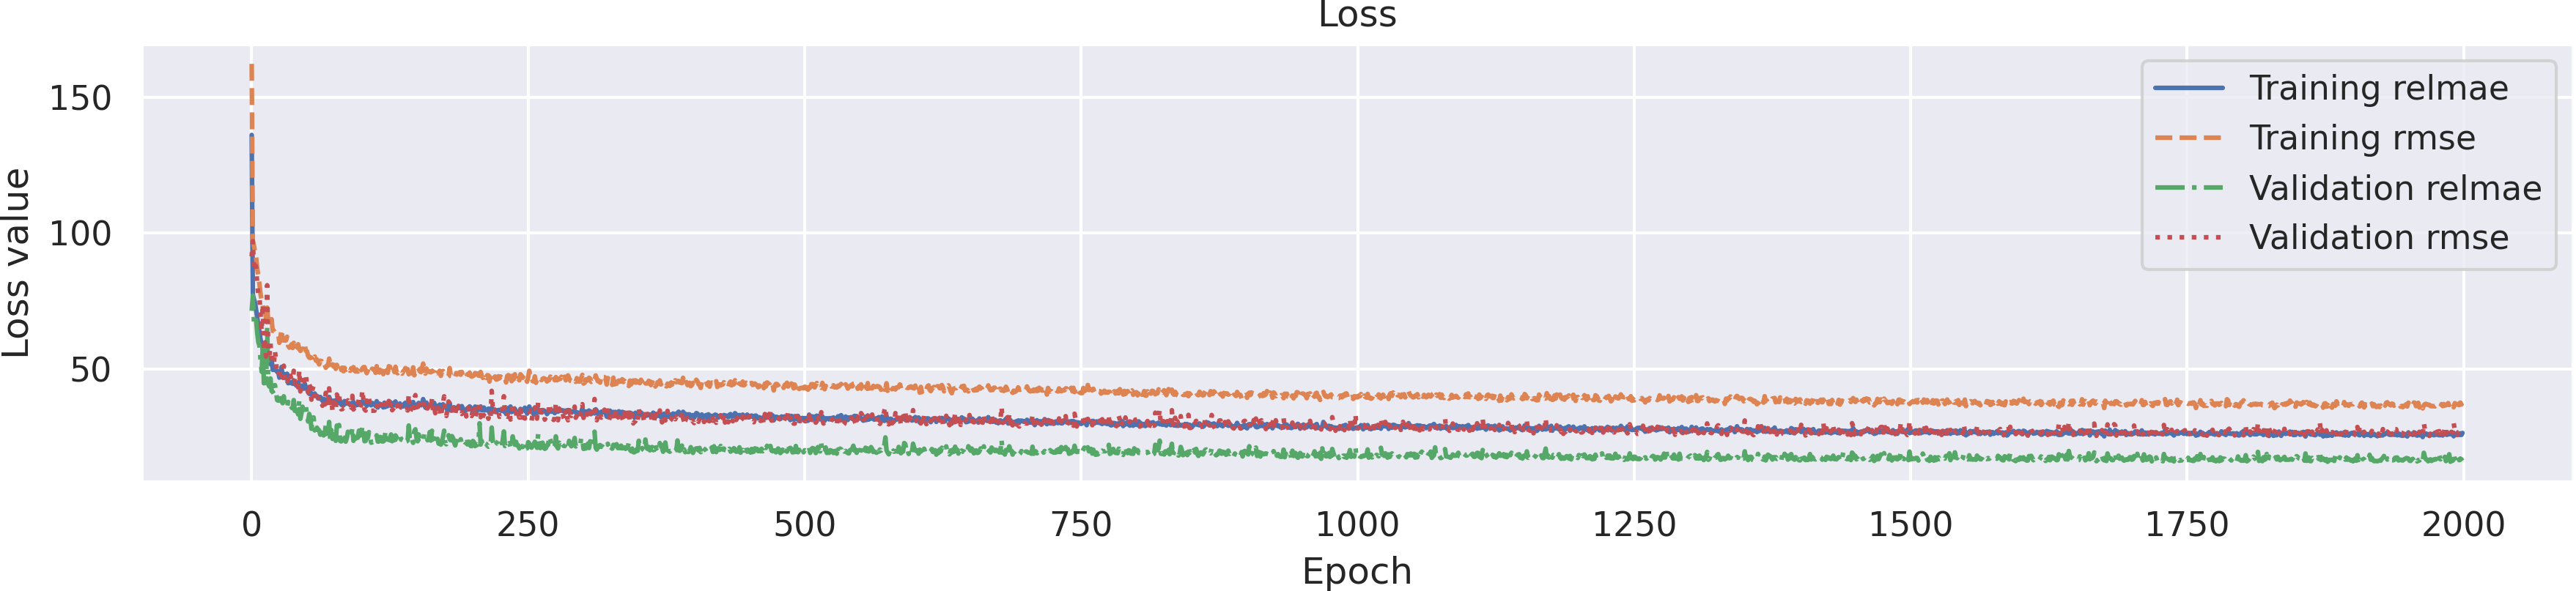 Loss
Loss value
150
100
50
Training relmae
Training rmse
Validation relmae
Validation rmse
0 250 500 750 1000 1250 1500 1750 2000
Epoch